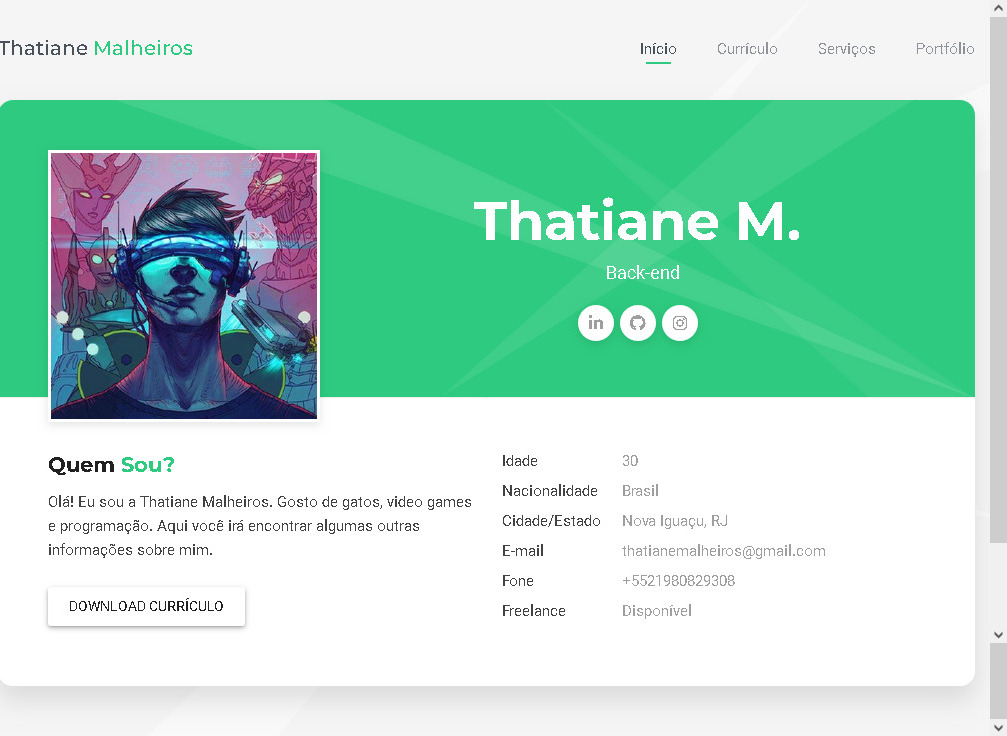 Thatiane Malheiros
Início Currículo Serviços Portfólio
Thatiane M.
Back-end
in
Quem Sou?
Olá! Eu sou a Thatiane Malheiros. Gosto de gatos, video games
e programação. Aqui você irá encontrar algumas outras
informações sobre mim.
DOWNLOAD CURRÍCULO
Idade 30
Nacionalidade Brasil
Cidade/Estado Nova Iguaçu, RJ
E-mail thatianemalheiros@gmail.com
Fone +5521980829308
Freelance Disponível